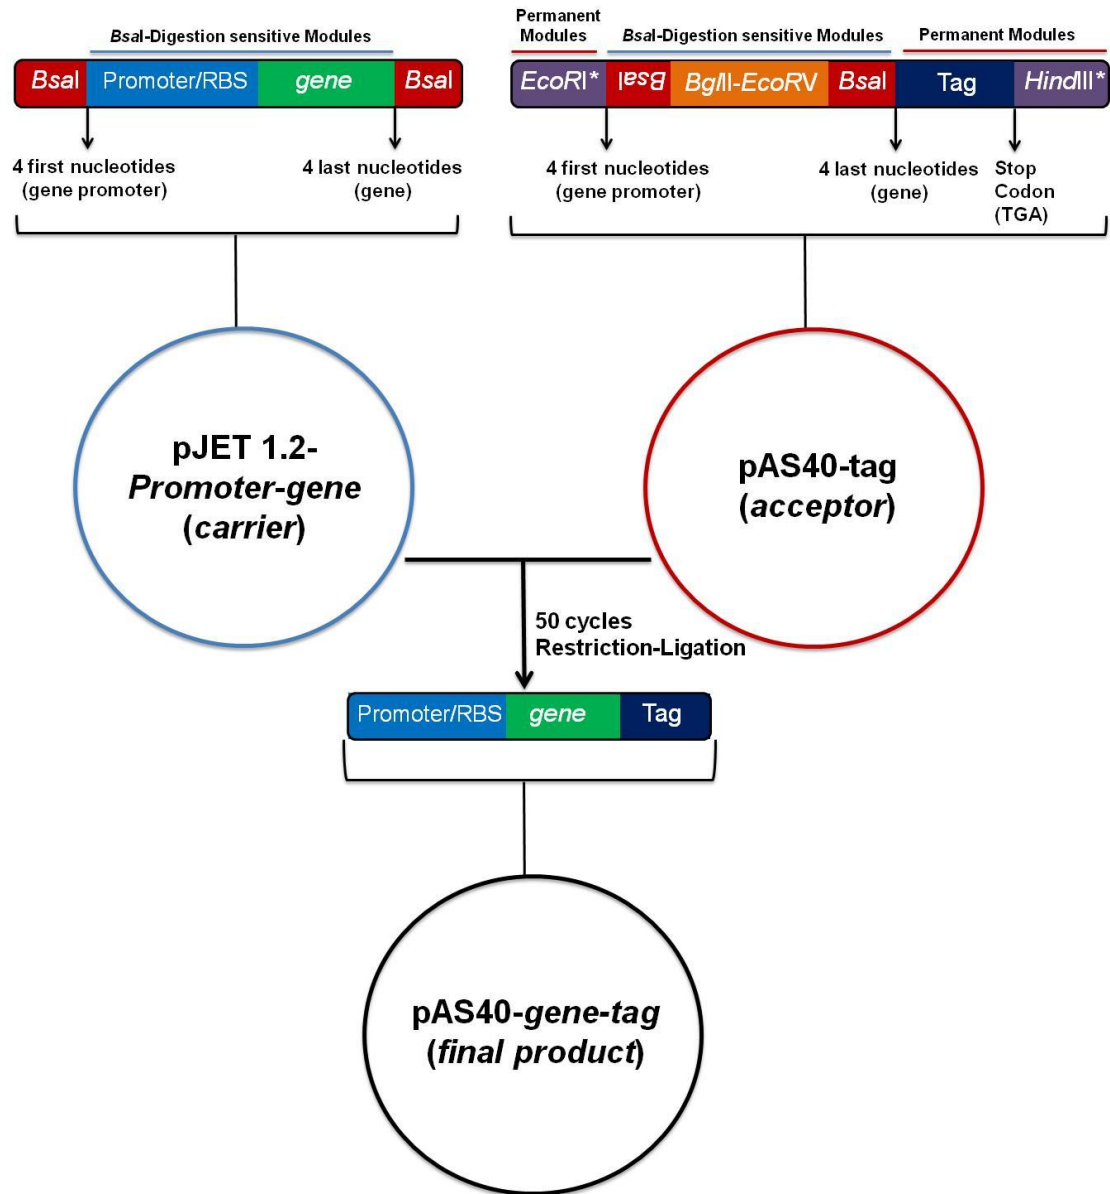 BsaI-Digestion sensitive Modules
BsaI Promoter/RBS gene BsaI
4 first nucleotides
(gene promoter)
4 last nucleotides
(gene)
Permanent
Modules
BsaI-Digestion sensitive Modules
Permanent Modules
EcoRI* BsaI BglII-EcoRV BsaI Tag HindIII*
4 first nucleotides
(gene promoter)
4 last nucleotides
(gene)
Stop
Codon
(TGA)
pJET 1.2-
Promoter-gene
(carrier)
pAS40-tag
(acceptor)
50 cycles
Restriction-Ligation
Promoter/RBS gene Tag
pAS40-gene-tag
(final product)